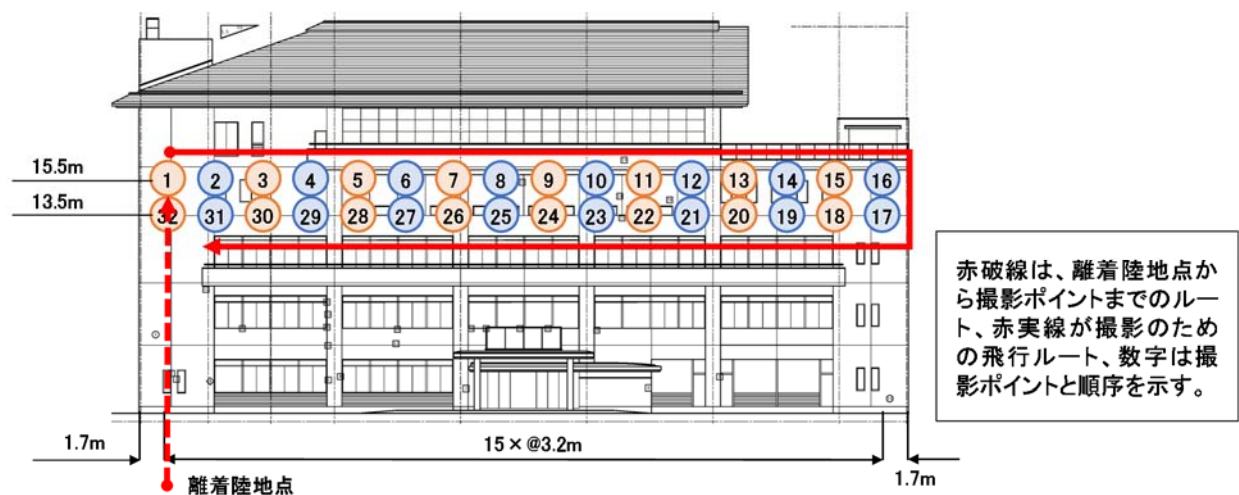 15.5m
1 2 3 4 5 6 7 8 9 10 11 12 13 14 15 16
13.5m
32 31 30 29 28 27 26 25 24 23 22 21 20 19 18 17
赤破線は、離着陸地点か
ら撮影ポイントまでのルー
ト、赤実線が撮影のため
の飛行ルート、数字は撮
影ポイントと順序を示す。
1.7m
15×@3.2m
1.7m
離着陸地点